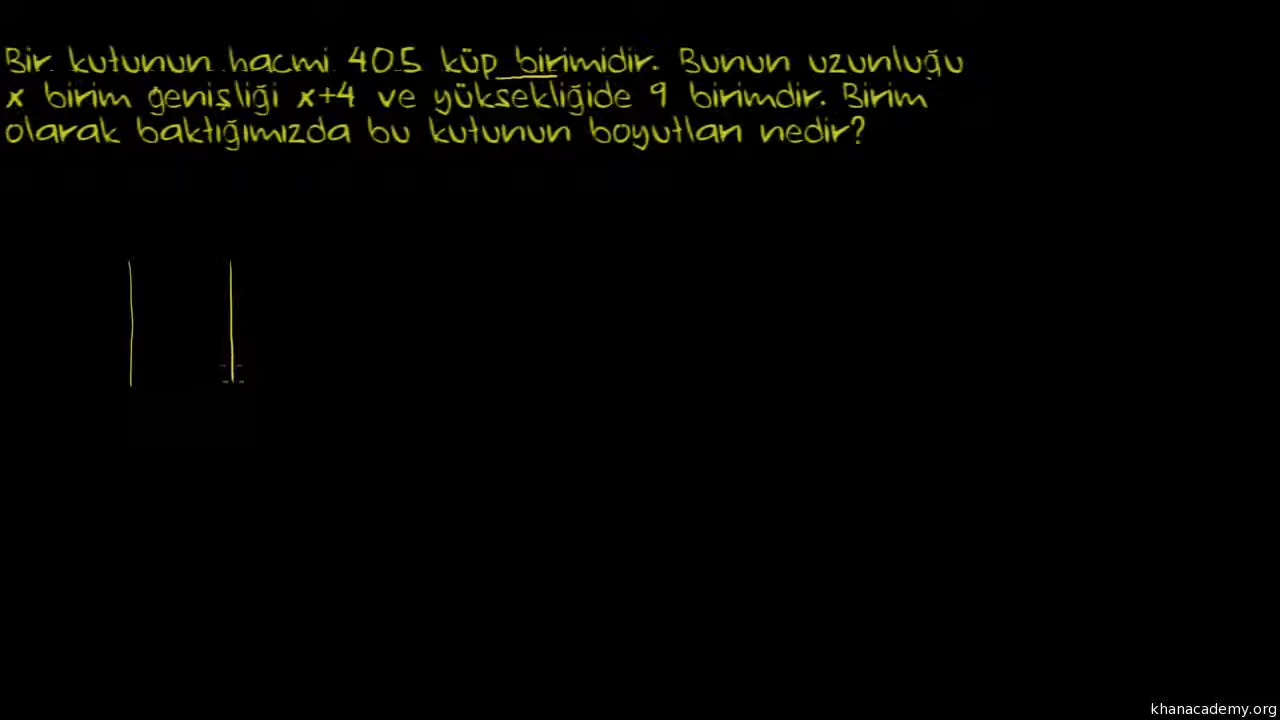 Bir kutunun hacmi 405 küp birimidir. Bunun uzunluğu
x birim genişliği x+4 ve yüksekliğide 9 birimdir. Birim
olarak baktığımızda bu kutunun boyutları nedir?
khanacademy.org